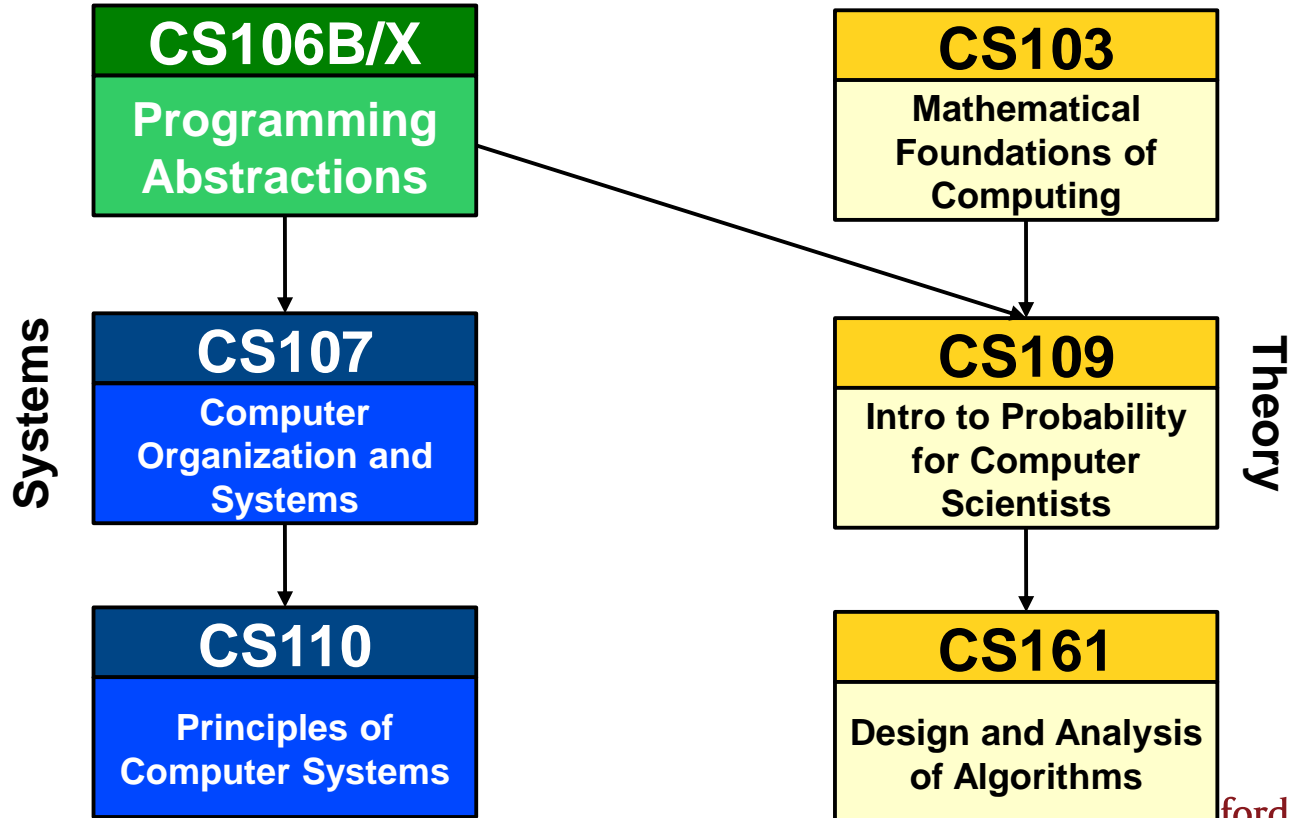 CS106B/X
Programming
Abstractions
CS103
Mathematical
Foundations of
Computing
Systems
CS107
Computer
Organization and
Systems
CS109
Intro to Probability
for Computer
Scientists
Theory
CS110
Principles of
Computer Systems
CS161
Design and Analysis
of Algorithms
ford